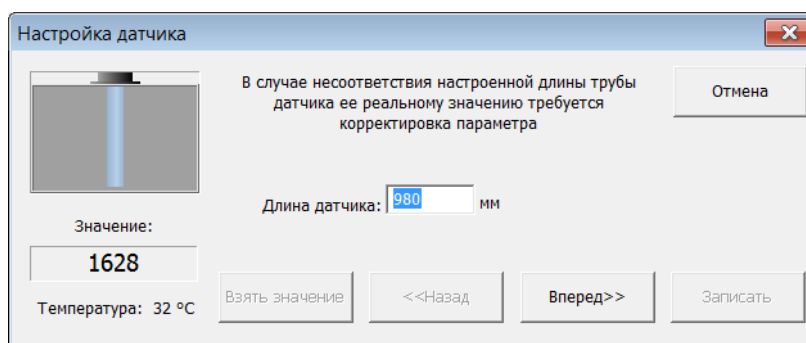 Настройка датчика
В случае несоответствия настроенной длины трубы
датчика ее реальному значению требуется
корректировка параметра
Отмена
Длина датчика: 980 мм
Значение:
1628
Температура: 32 ºC
Взять значение
<<Назад
Вперед>>
Записать